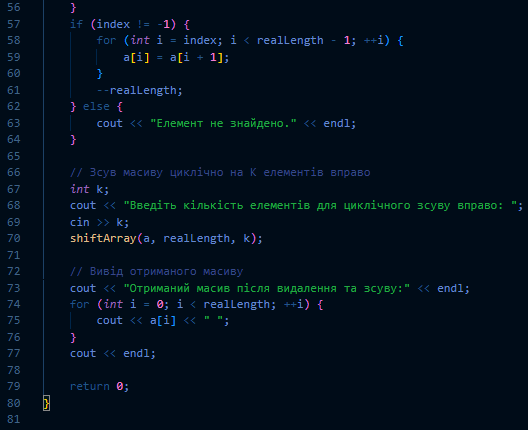 56     }
57     if (index != -1) {
58         for (int i = index; i < realLength - 1; ++i) {
59             a[i] = a[i + 1];
60         }
61         --realLength;
62     } else {
63         cout << "Елемент не знайдено." << endl;
64     }
65
66     // Зсув масиву циклічно на К елементів вправо
67     int k;
68     cout << "Введіть кількість елементів для циклічного зсуву вправо: ";
69     cin >> k;
70     shiftArray(a, realLength, k);
71
72     // Вивід отриманого масиву
73     cout << "Отриманий масив після видалення та зсуву:" << endl;
74     for (int i = 0; i < realLength; ++i) {
75         cout << a[i] << " ";
76     }
77     cout << endl;
78
79     return 0;
80 }
81